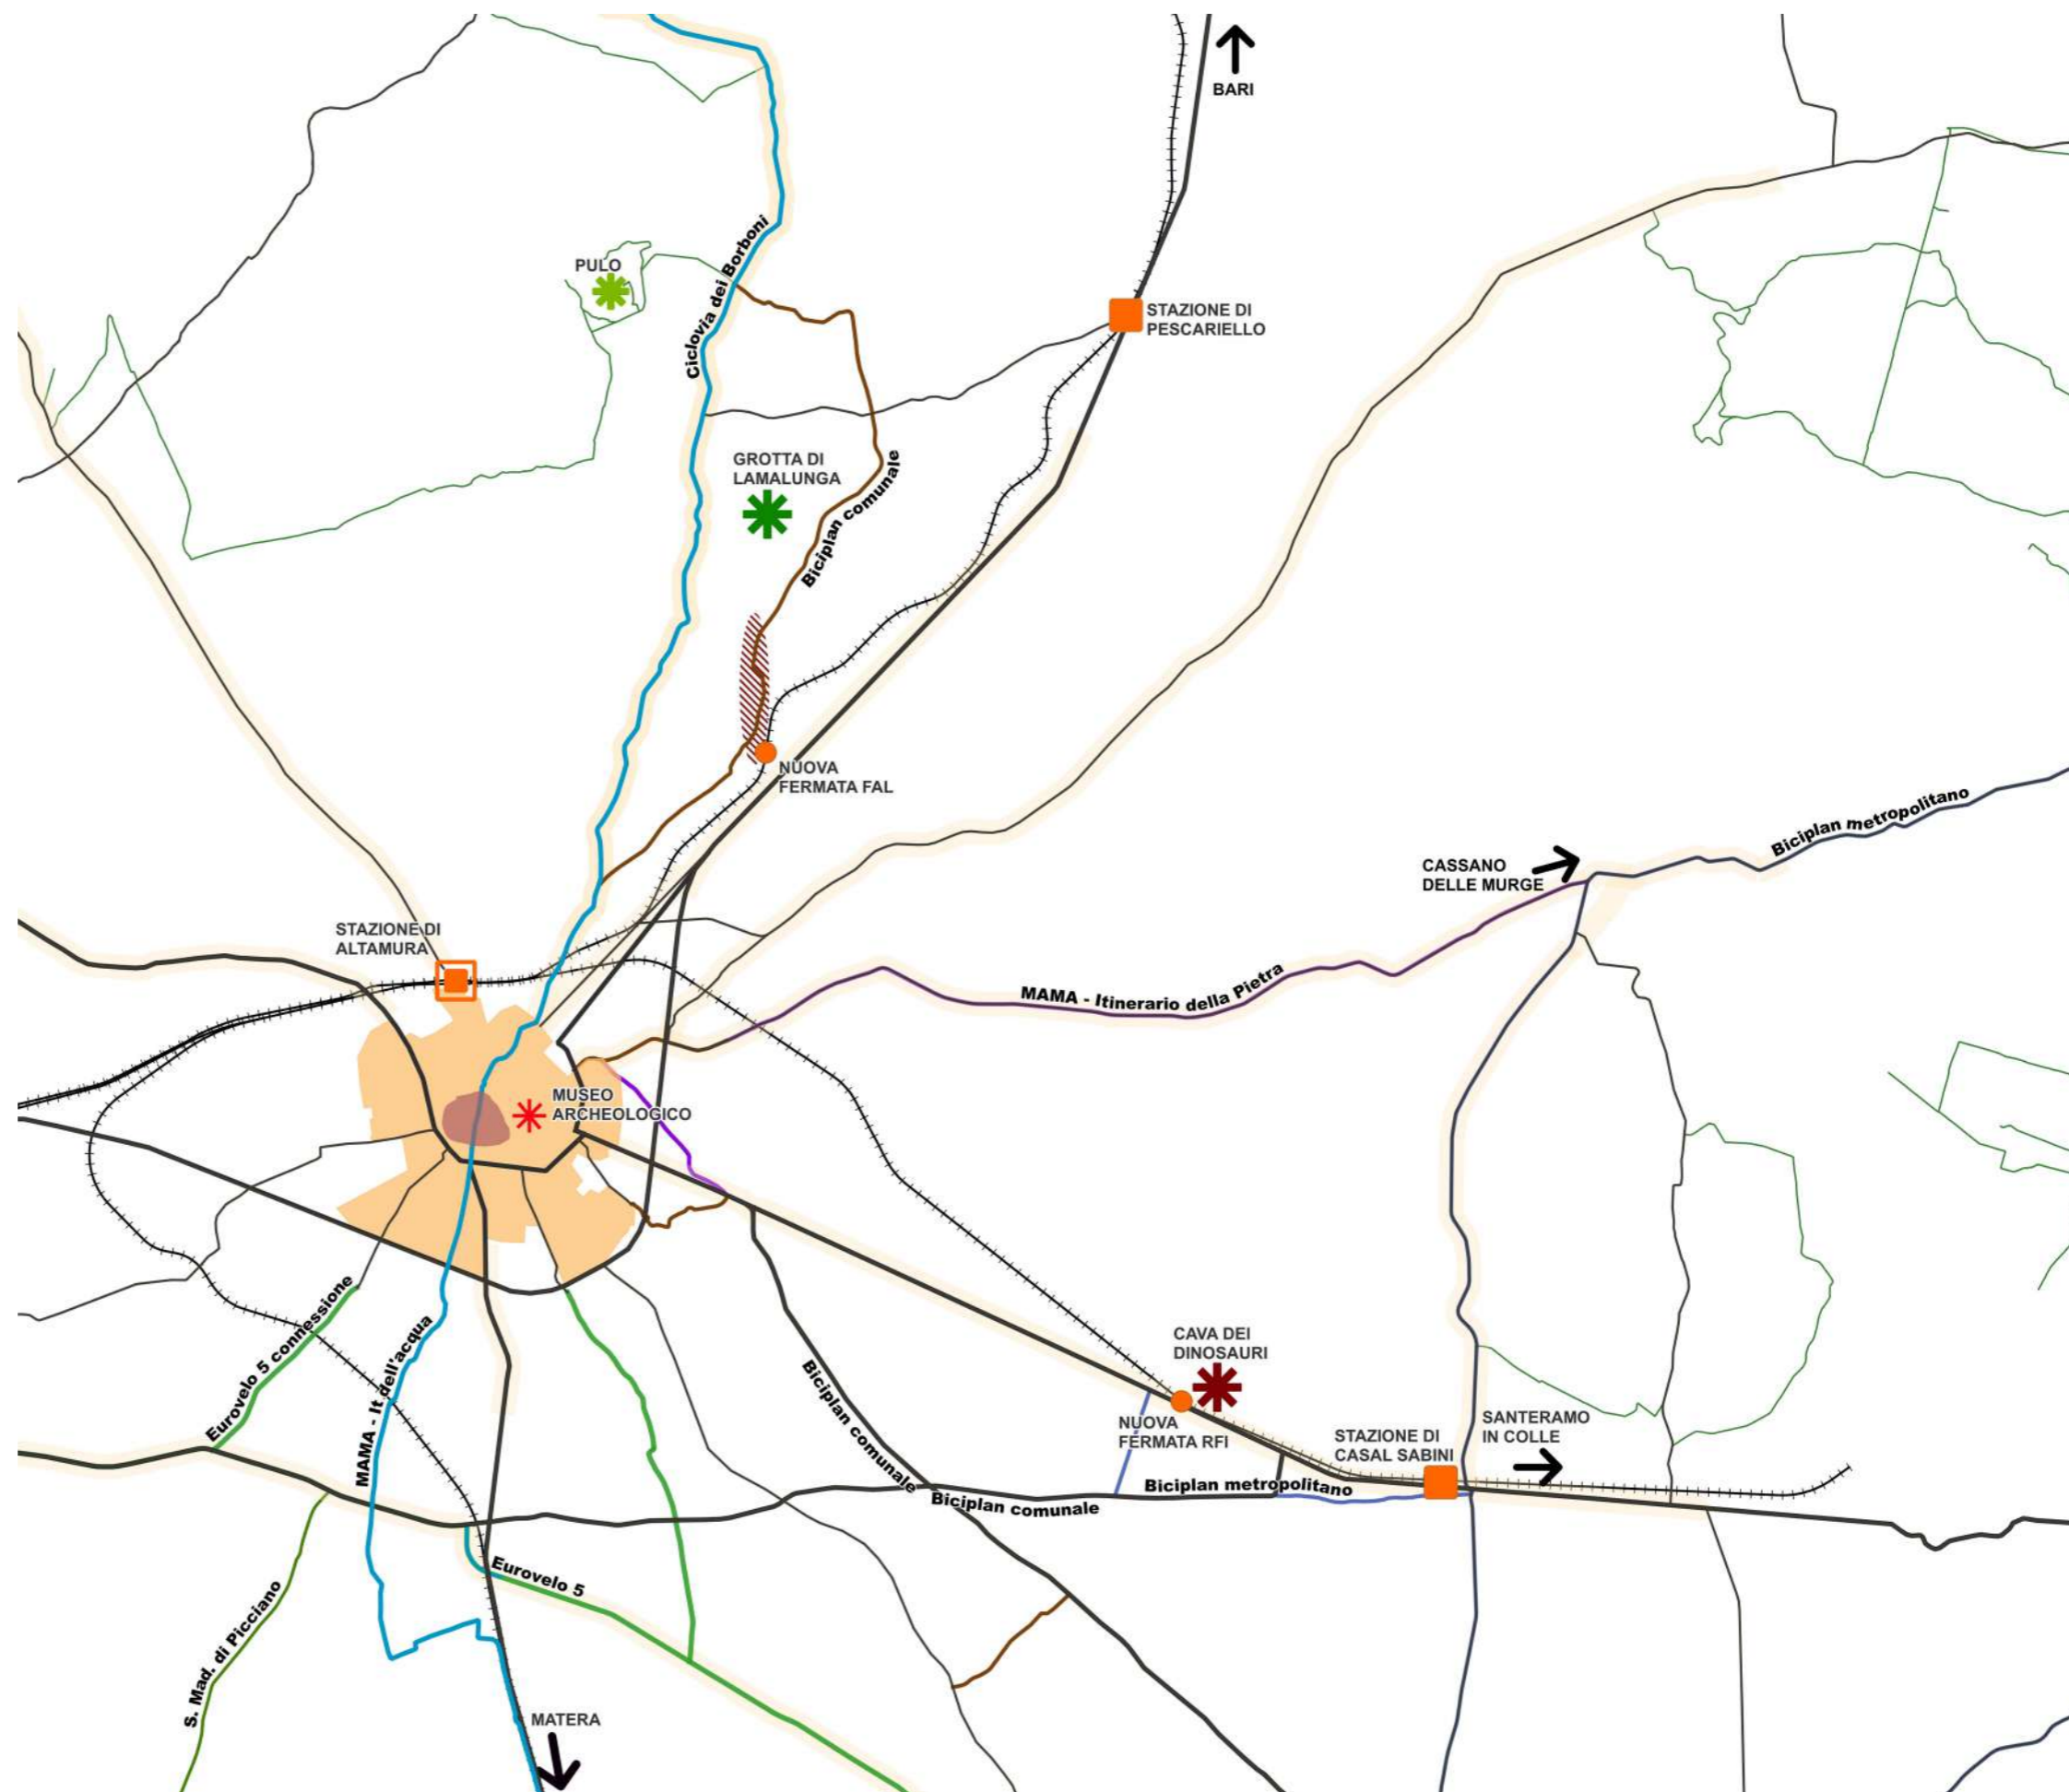 BARI
PULO
Ciclovia dei Borboni
STAZIONE DI
PESCARIELLO
GROTTA DI
LAMALUNGA
Biciplan comunale
NUOVA
FERMATA FAL
Biciplan metropolitano
CASSANO
DELLE MURGE
STAZIONE DI
ALTAMURA
MAMA - Itinerario della Pietra
MUSEO
ARCHEOLOGICO
Eurovelo 5 connessione
MAMA - It dell'acqua
CAVA DEI
DINOSAURI
Biciplan comunale
NUOVA
FERMATA RFI
STAZIONE DI
CASAL SABINI
SANTERAMO
IN COLLE
Biciplan metropolitano
Biciplan comunale
Eurovelo 5
S. Mad. di Picciano
MATERA